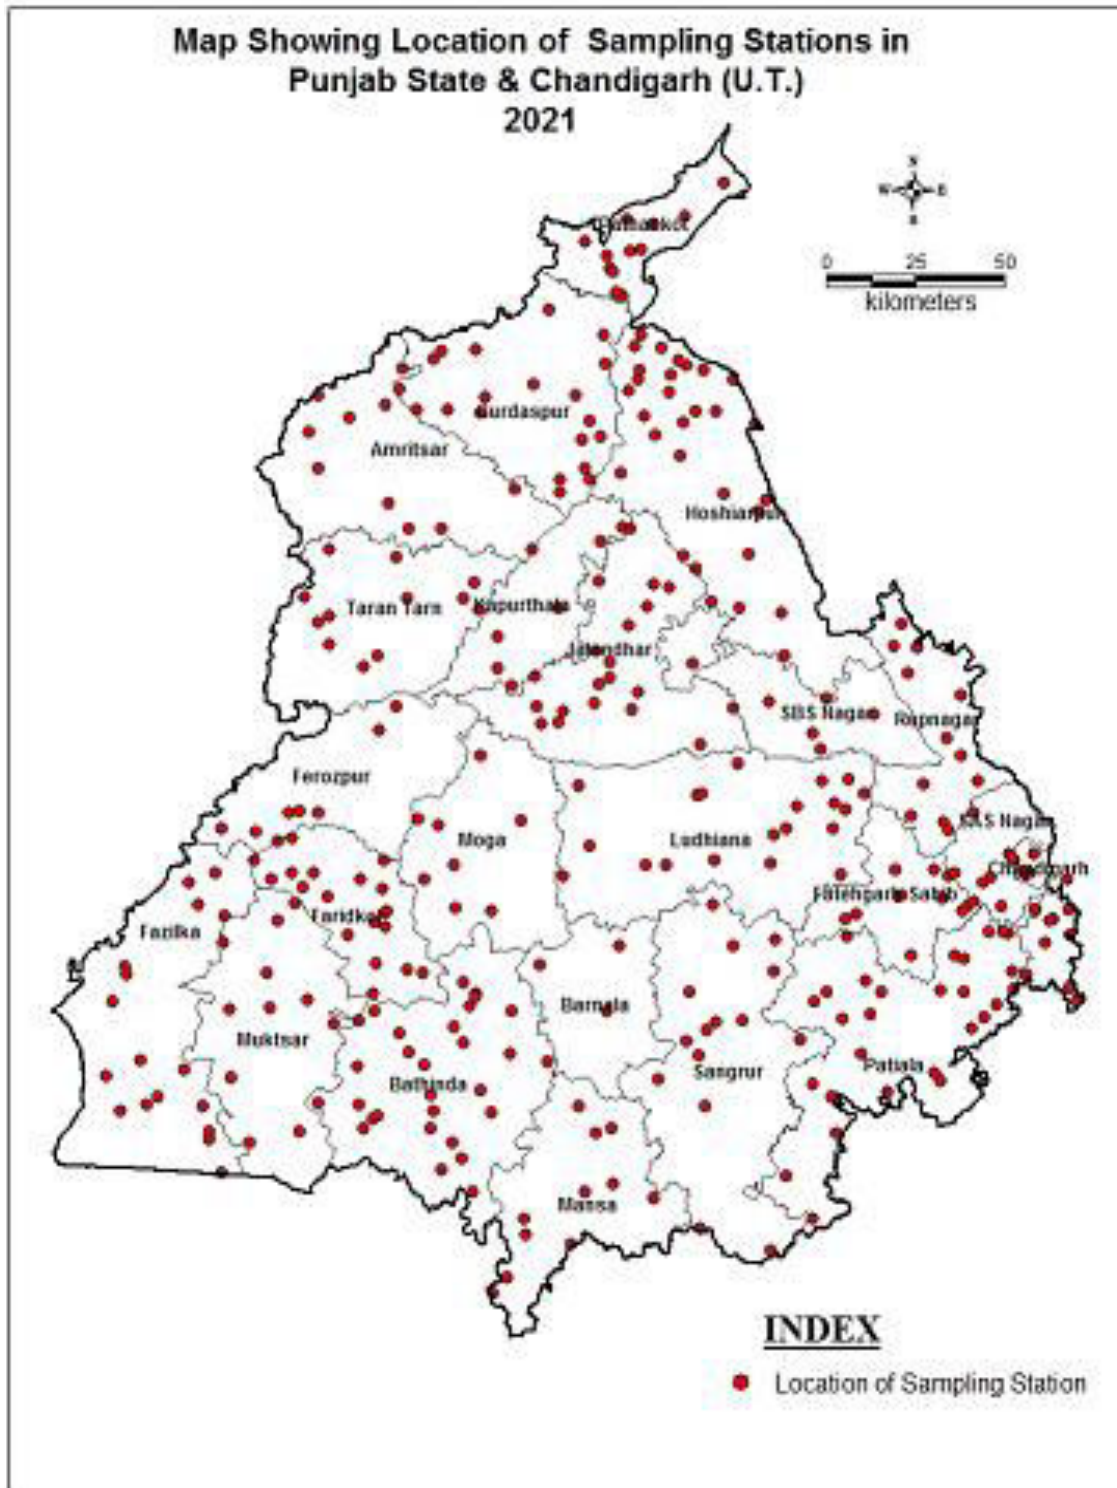 Map Showing Location of Sampling Stations in
Punjab State & Chandigarh (U.T.)
2021
N
W
E
S
0 25 50
kilometers
Pathankot
Gurdaspur
Amritsar
Hoshiarpur
Taran Tarn
Kapurthala
Jalandhar
SBS Nagar
Rupnagar
Ferozpur
Moga
Ludhiana
SAS Nagar
Chandigarh
Fatehgarh Sahib
Faridkot
Fazilka
Barnala
Muktsar
Sangrur
Patiala
Bathinda
Mansa
INDEX
Location of Sampling Station